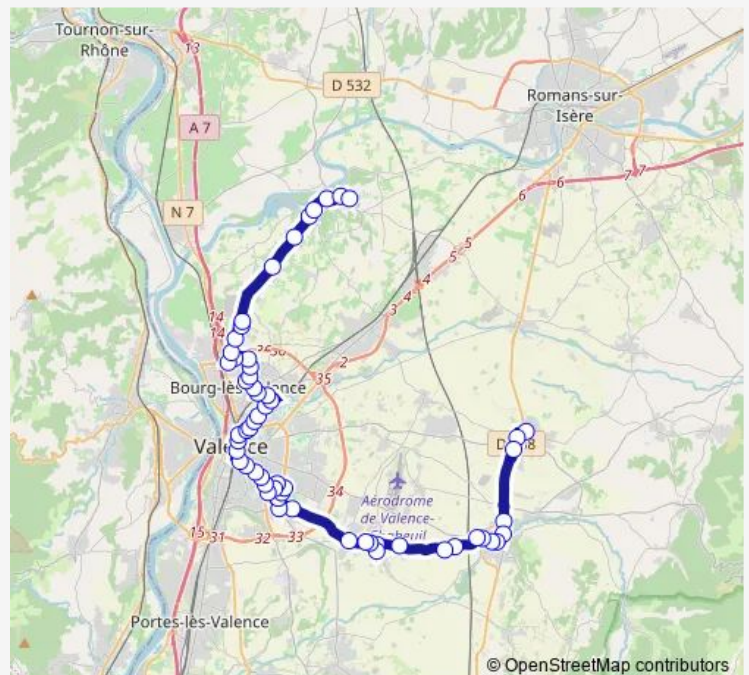 Tournon-sur-
Rhône
13
D 532
Romans-sur-
Isère
A 7
7
7
6
6
N 7
5
5
4
4
3
14
14
2
35
Bourg-lès-Valence
Valence
34
Aérodrome
de Valence-
Chabeuil
15
31
32
33
Portes-lès-Valence
© OpenStreetMap contributors